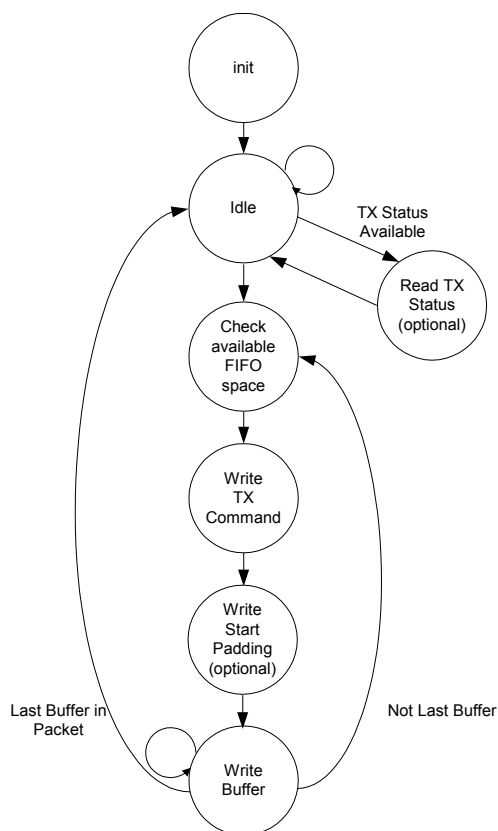 init
Idle
TX Status
Available
Read TX
Status
(optional)
Check
available
FIFO
space
Write
TX
Command
Write
Start
Padding
(optional)
Last Buffer in
Packet
Not Last Buffer
Write
Buffer